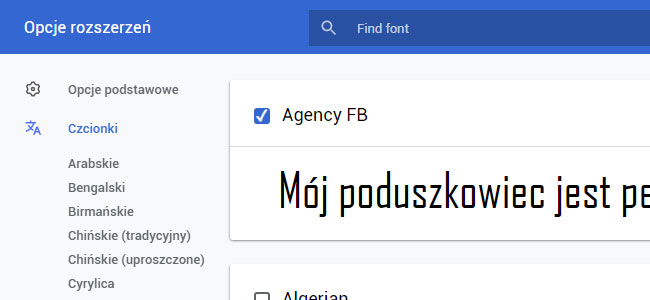 Opcje rozszerzeń
Find font
Opcje podstawowe
Czcionki
Arabskie
Bengalski
Birmańskie
Chińskie (tradycyjny)
Chińskie (uproszczone)
Cyrylica
Agency FB
Mój poduszkowiec jest pe
Algerian